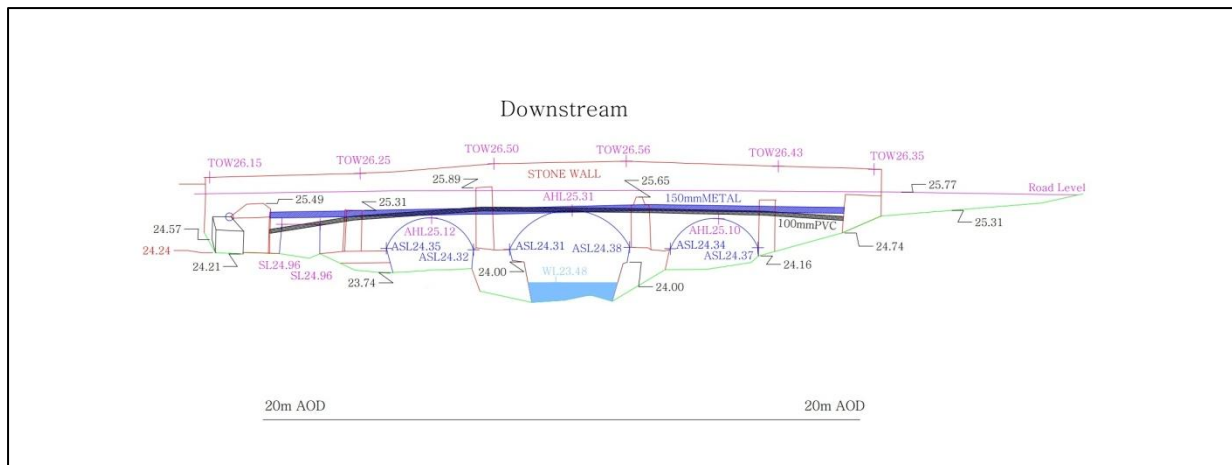 Downstream
TOW26.15
TOW26.25
TOW26.50
TOW26.56
TOW26.43
TOW26.35
STONE WALL
25.89
25.65
25.77
Road Level
25.49
25.31
AHL25.31
150mmMETAL
25.31
100mmPVC
24.57
AHL25.12
AHL25.10
24.74
24.24
24.21
ASL24.35
ASL24.32
ASL24.31
ASL24.38
ASL24.34
ASL24.37
SL24.96
SL24.96
23.74
24.00
WL23.48
24.00
24.16
20m AOD
20m AOD